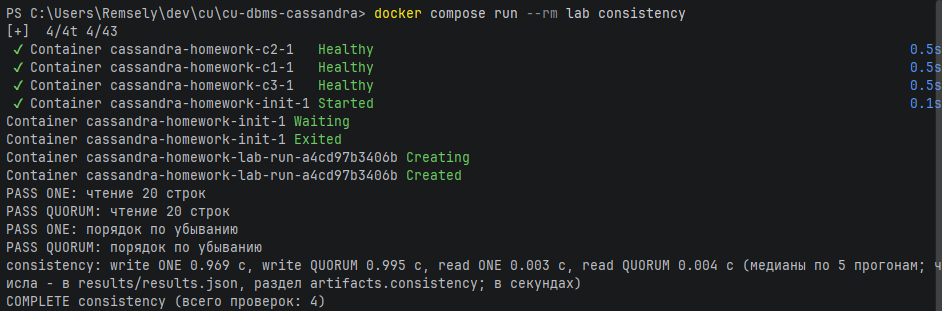 PS C:\Users\Remsely\dev\cu\cu-dbms-cassandra> docker compose run --rm lab consistency
[+]  4/4t 4/43
✓ Container cassandra-homework-c2-1   Healthy 0.5s
✓ Container cassandra-homework-c1-1   Healthy 0.5s
✓ Container cassandra-homework-c3-1   Healthy 0.5s
✓ Container cassandra-homework-init-1 Started 0.1s
Container cassandra-homework-init-1 Waiting
Container cassandra-homework-init-1 Exited
Container cassandra-homework-lab-run-a4cd97b3406b Creating
Container cassandra-homework-lab-run-a4cd97b3406b Created
PASS ONE: чтение 20 строк
PASS QUORUM: чтение 20 строк
PASS ONE: порядок по убыванию
PASS QUORUM: порядок по убыванию
consistency: write ONE 0.969 с, write QUORUM 0.995 с, read ONE 0.003 с, read QUORUM 0.004 с (медианы по 5 прогонам; ч
исла - в results/results.json, раздел artifacts.consistency; в секундах)
COMPLETE consistency (всего проверок: 4)